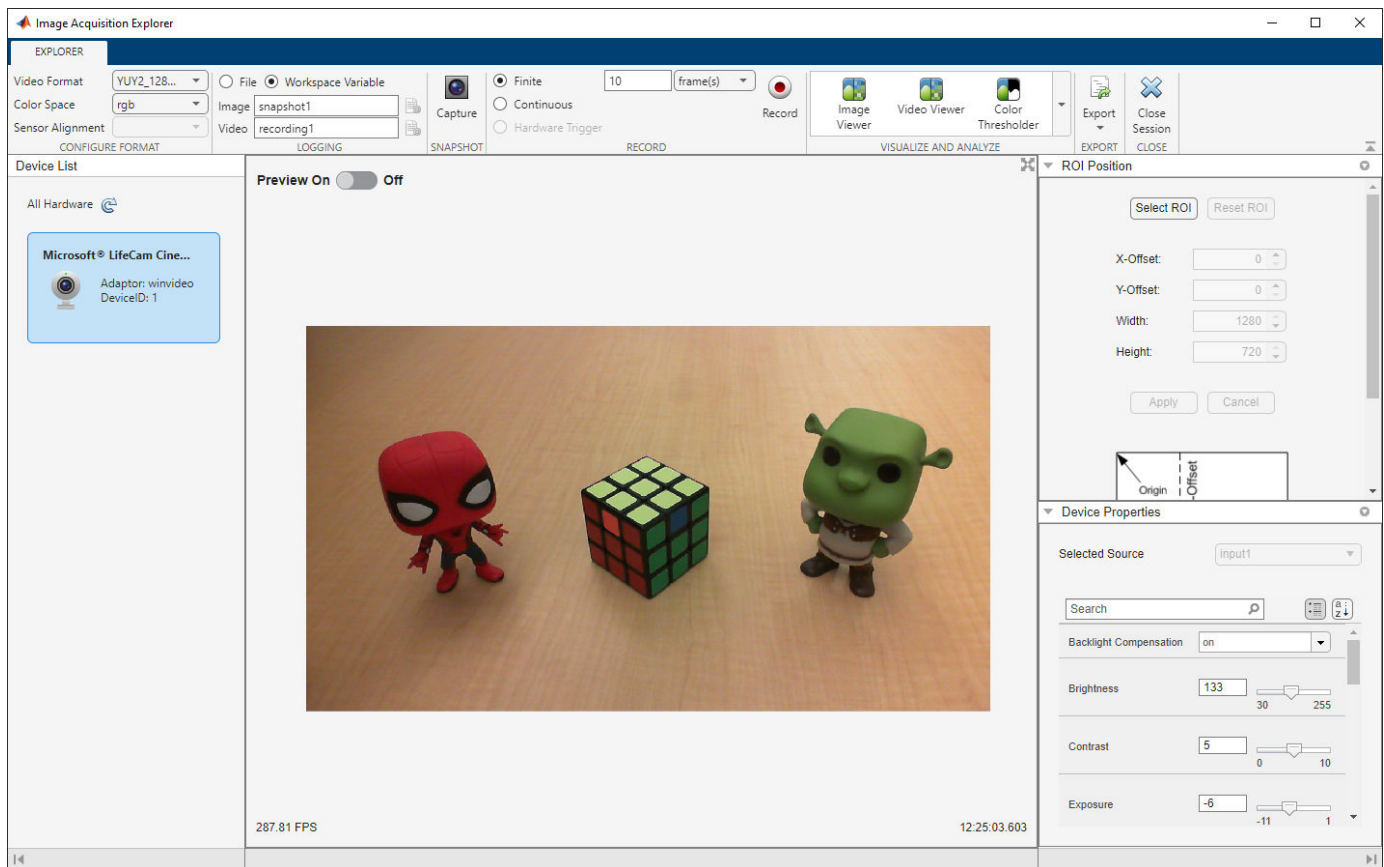 Image Acquisition Explorer
EXPLORER
Video Format YUY2_128...
Color Space rgb
Sensor Alignment
CONFIGURE FORMAT
File Workspace Variable
Image snapshot1
Video recording1
LOGGING
Capture
SNAPSHOT
Finite 10 frame(s)
Continuous
Hardware Trigger
Record
RECORD
Image Viewer
Video Viewer
Color Thresholder
VISUALIZE AND ANALYZE
Export
EXPORT
Close Session
CLOSE
Device List
All Hardware
Microsoft® LifeCam Cine...
Adaptor: winvideo
DeviceID: 1
Preview On Off
287.81 FPS
12:25:03.603
ROI Position
Select ROI Reset ROI
X-Offset: 0
Y-Offset: 0
Width: 1280
Height: 720
Apply Cancel
Origin
-Offset
Device Properties
Selected Source input1
Search
a z
Backlight Compensation on
Brightness 133
30 255
Contrast 5
0 10
Exposure -6
-11 1